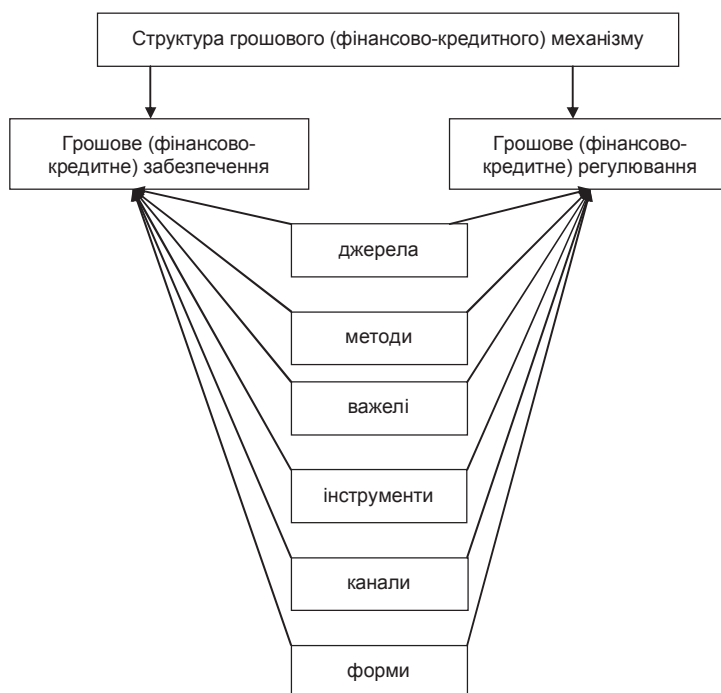 Структура грошового (фінансово-кредитного) механізму
Грошове (фінансово-
кредитне) забезпечення
Грошове (фінансово-
кредитне) регулювання
джерела
методи
важелі
інструменти
канали
форми